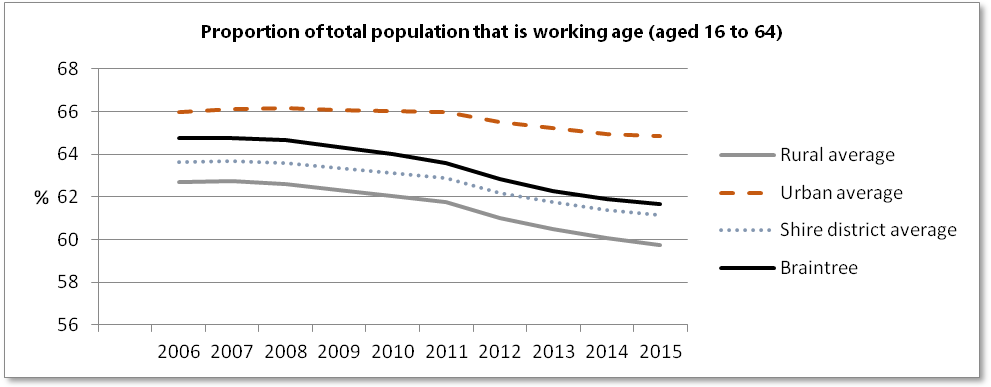 Proportion of total population that is working age (aged 16 to 64)
68
66
64
62
60
58
56
%
2006 2007 2008 2009 2010 2011 2012 2013 2014 2015
Rural average
Urban average
Shire district average
Braintree